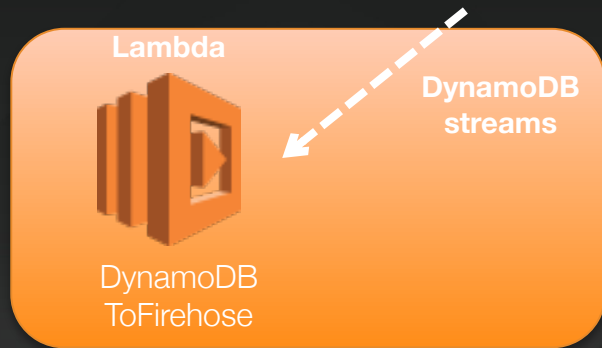 Lambda
DynamoDB
streams
DynamoDB
ToFirehose